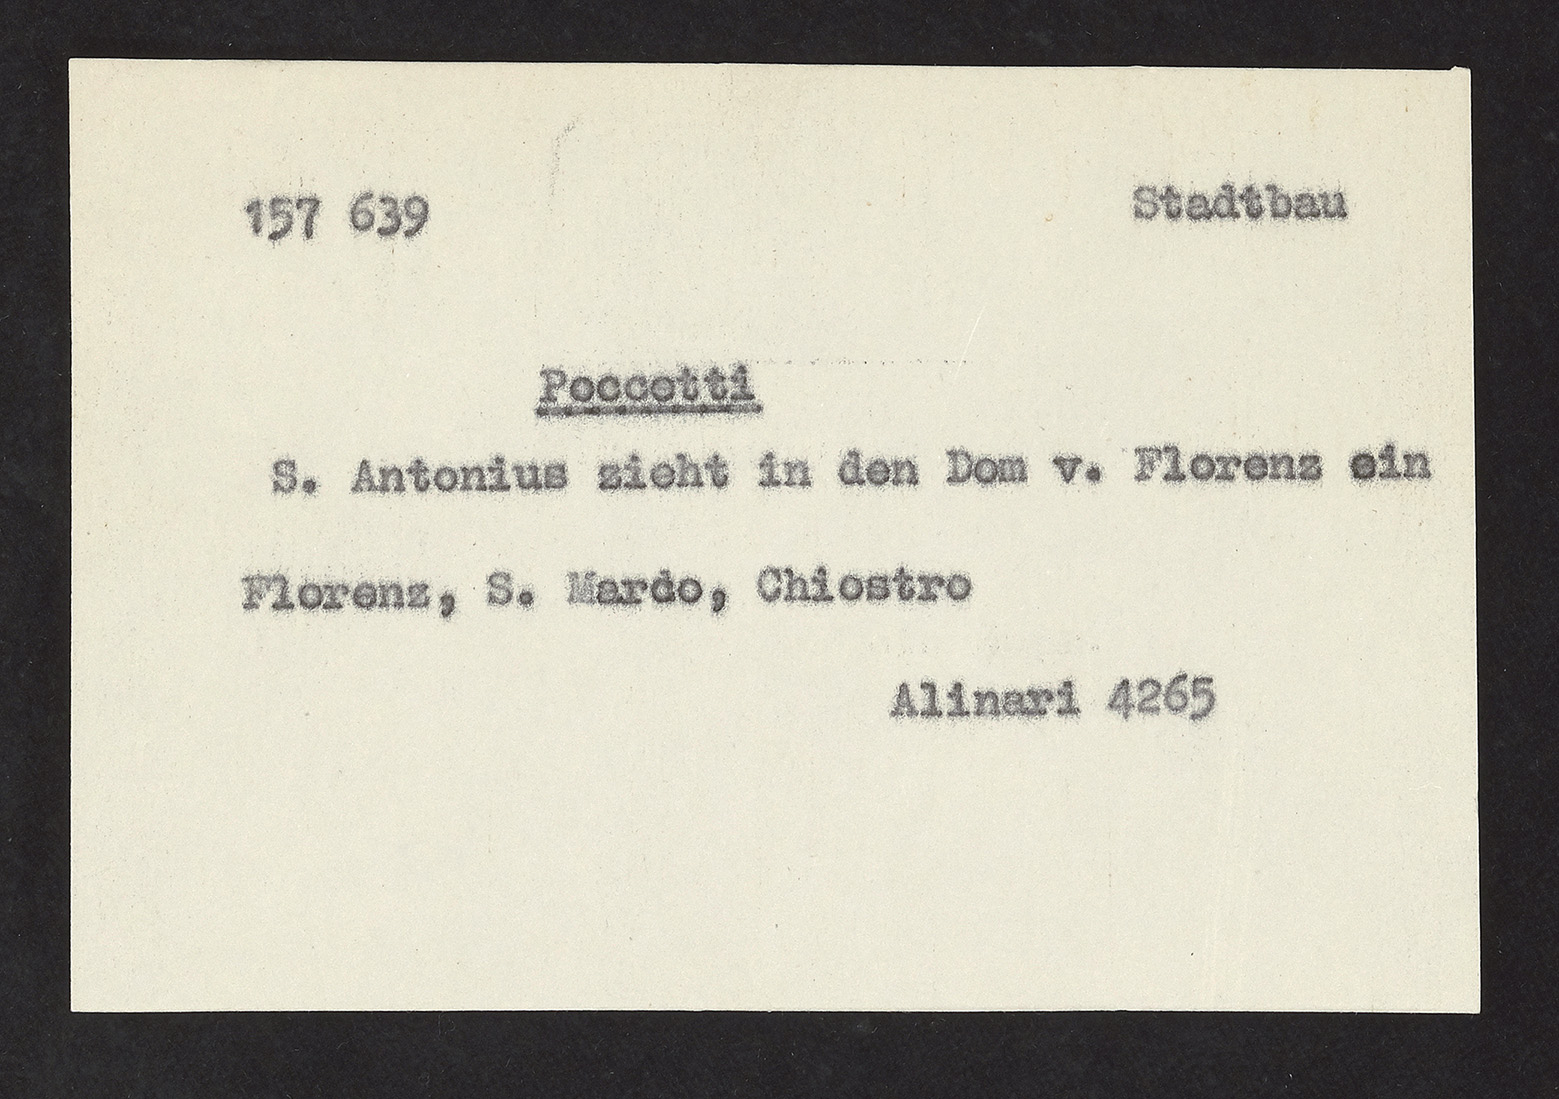 157 639 Stadtbau
Poccetti
S. Antonius zieht in den Dom v. Florenz ein
Florenz, S. Mardo, Chiostro
Alinari 4265